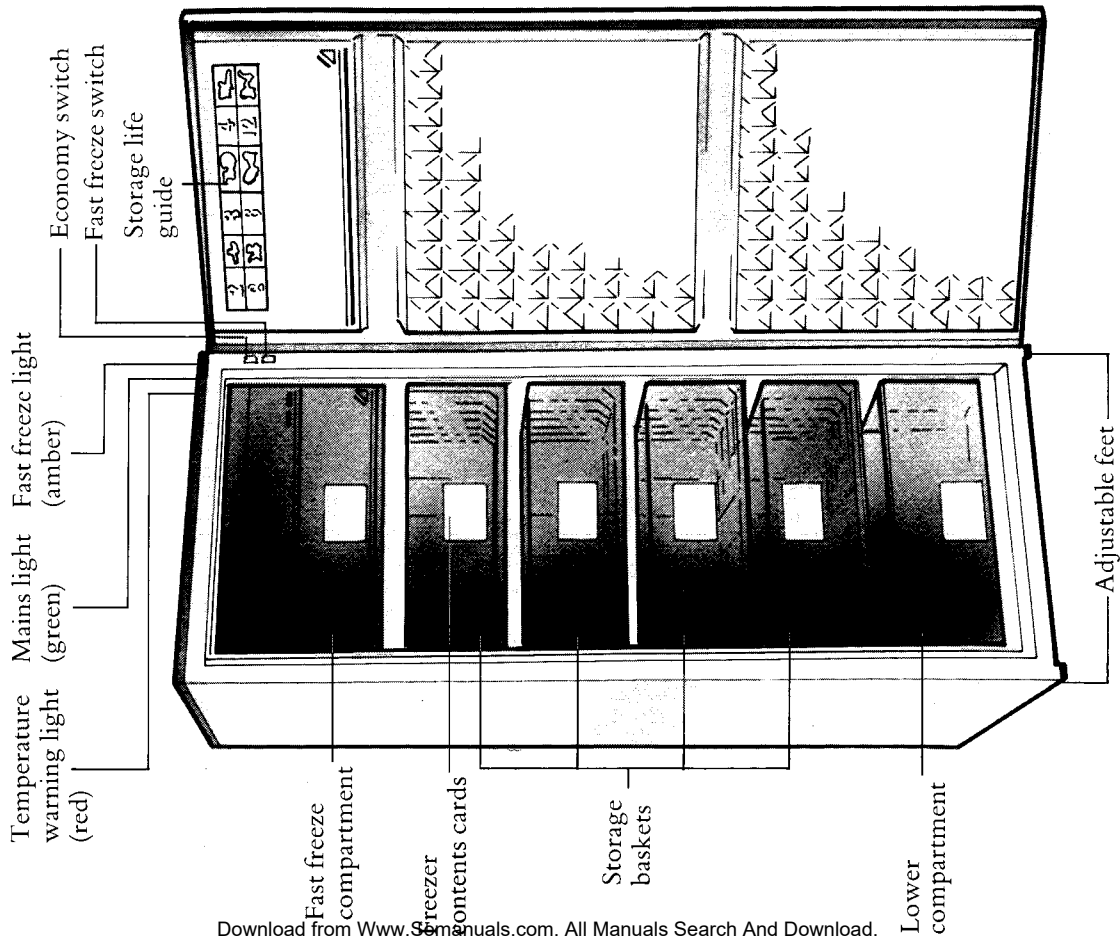 Temperature
warning light
(red)
Mains light
(green)
Fast freeze light
(amber)
Economy switch
Fast freeze switch
Storage life
guide
Fast freeze
compartment
Freezer
contents cards
Storage
baskets
Lower
compartment
Adjustable feet
Download from Www.Somanuals.com. All Manuals Search And Download.